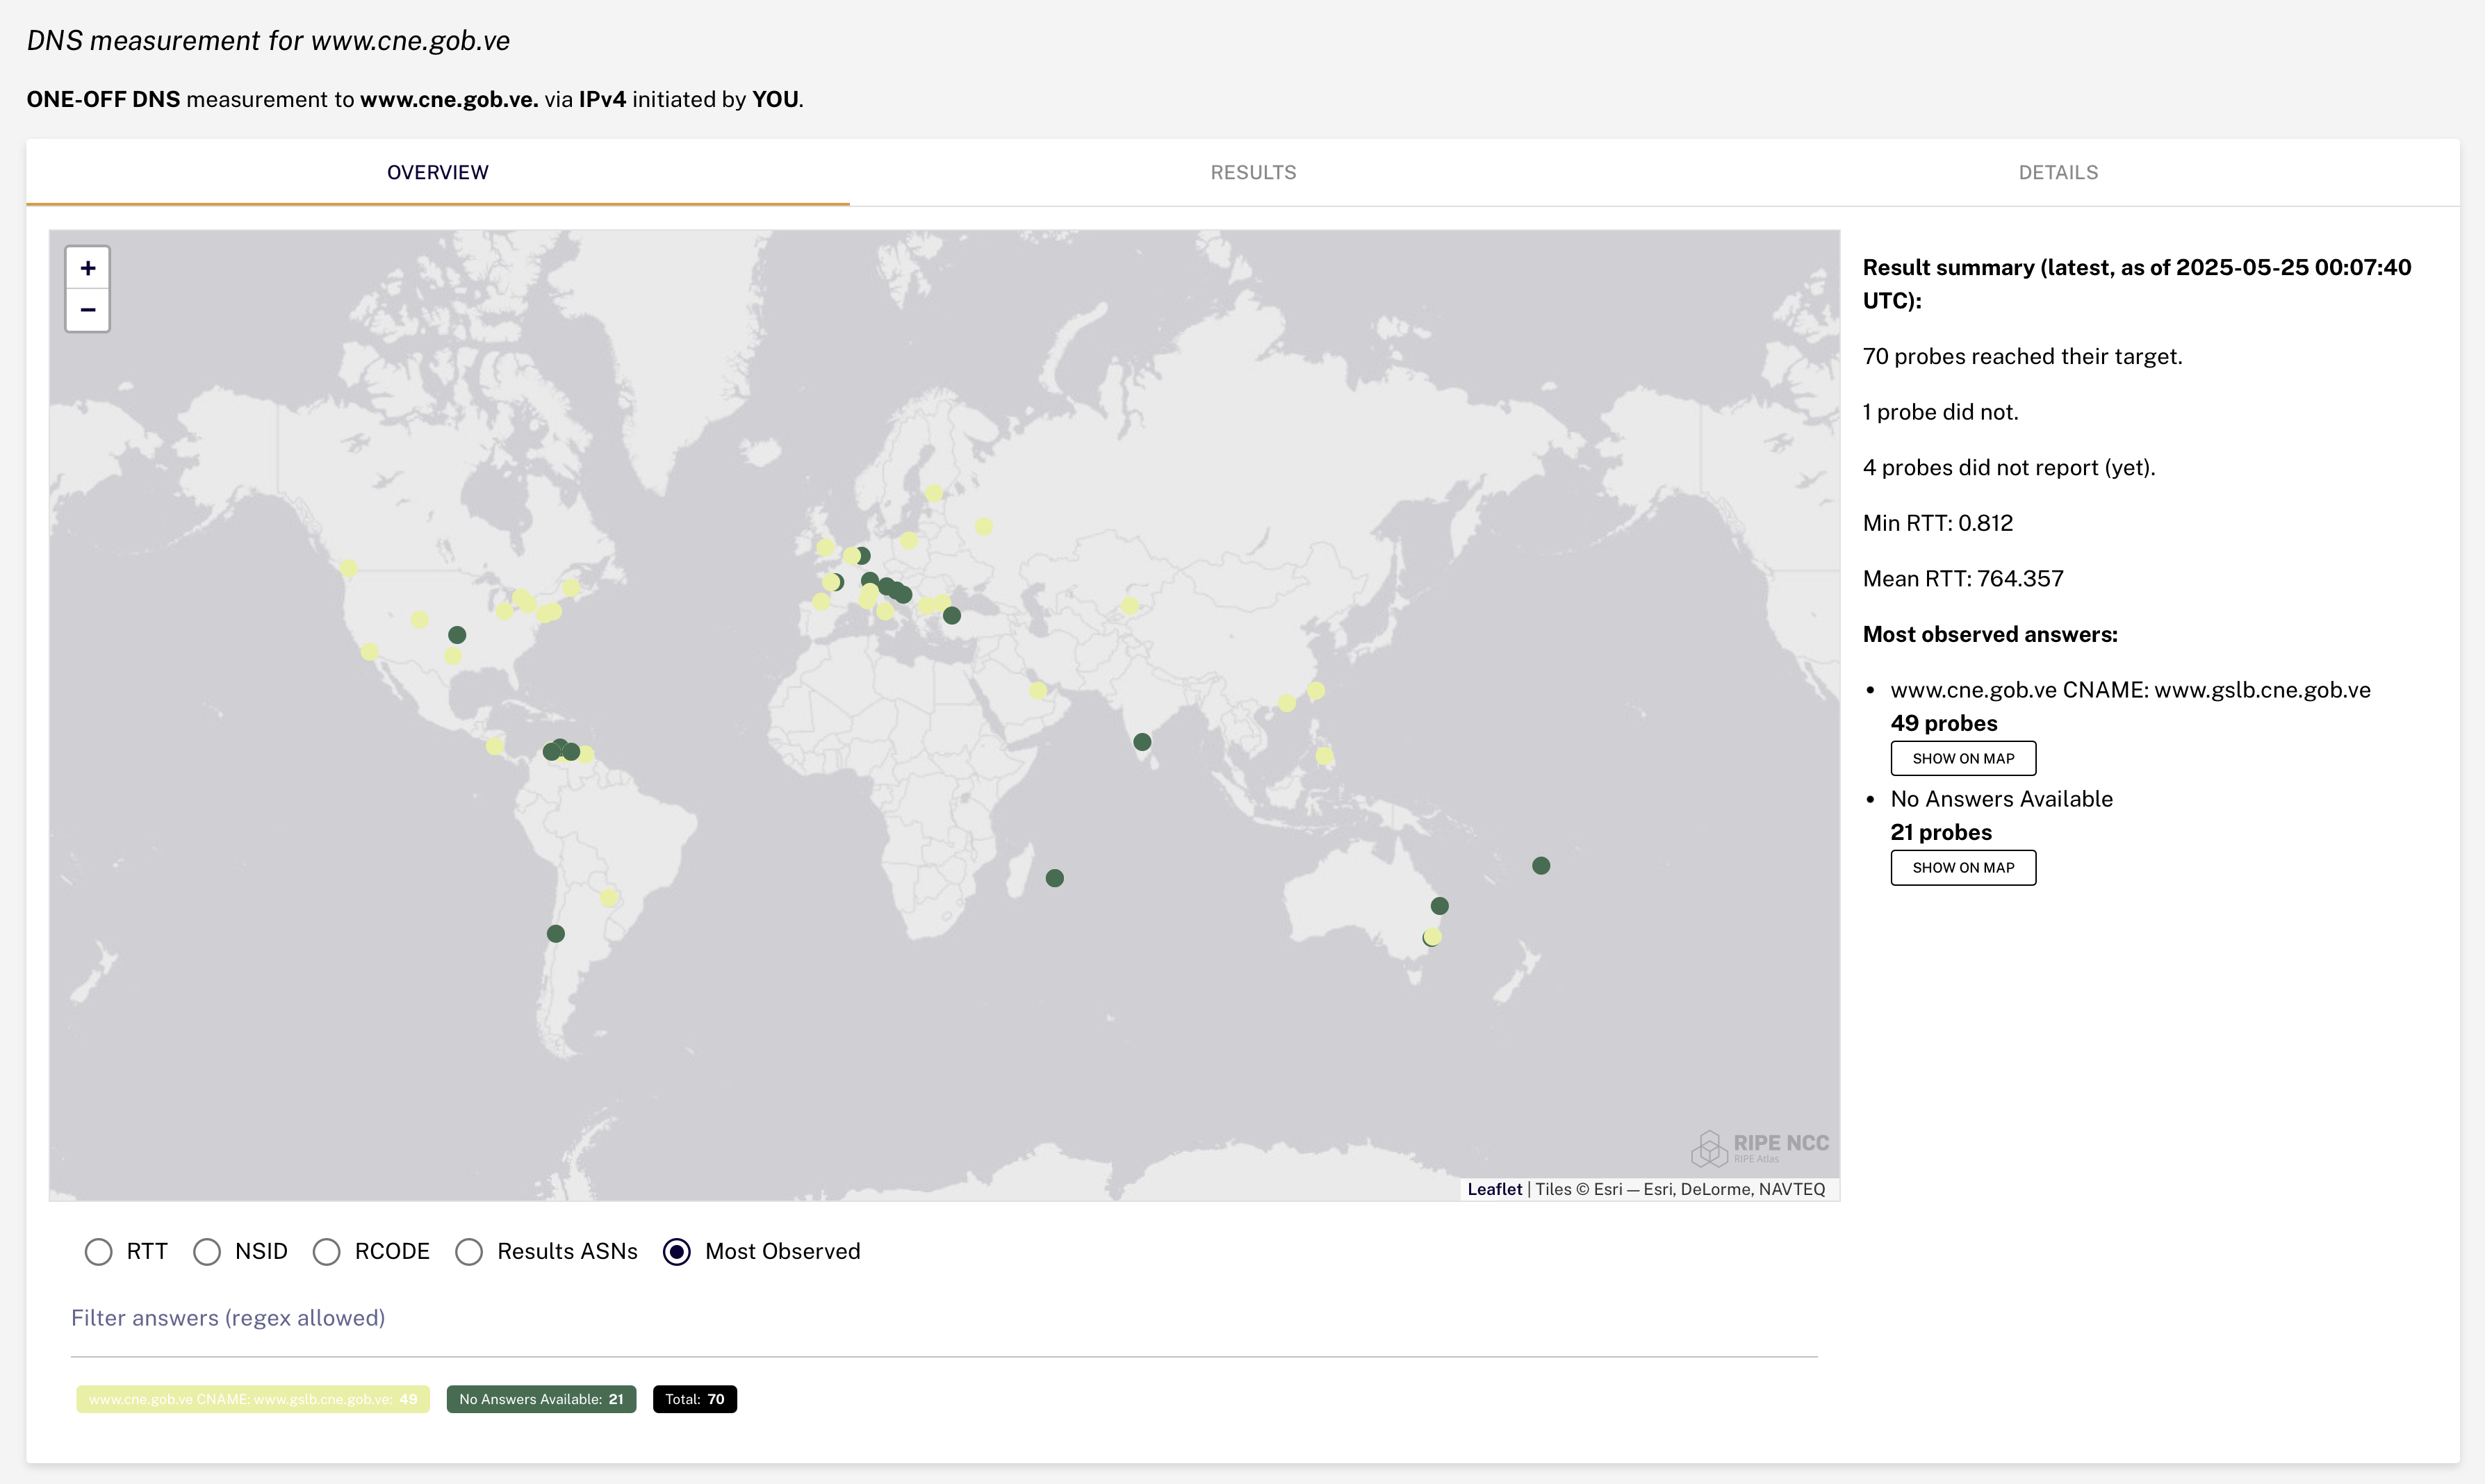 DNS measurement for www.cne.gob.ve
ONE-OFF DNS measurement to www.cne.gob.ve. via IPv4 initiated by YOU.
OVERVIEW
RESULTS
DETAILS
+
−
RIPE NCC
RIPE Atlas
Leaflet | Tiles © Esri — Esri, DeLorme, NAVTEQ
Result summary (latest, as of 2025-05-25 00:07:40
UTC):
70 probes reached their target.
1 probe did not.
4 probes did not report (yet).
Min RTT: 0.812
Mean RTT: 764.357
Most observed answers:
• www.cne.gob.ve CNAME: www.gslb.cne.gob.ve
49 probes
SHOW ON MAP
• No Answers Available
21 probes
SHOW ON MAP
RTT
NSID
RCODE
Results ASNs
Most Observed
Filter answers (regex allowed)
www.cne.gob.ve CNAME: www.gslb.cne.gob.ve: 49
No Answers Available: 21
Total: 70